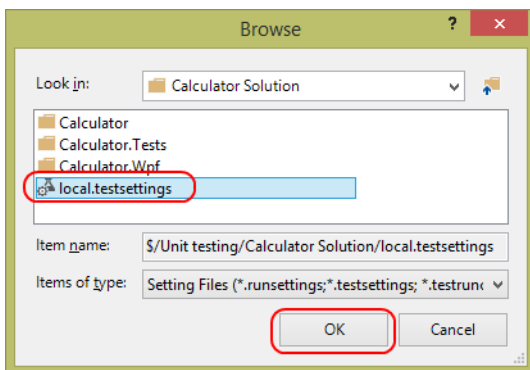 Browse
?
Look in: Calculator Solution
Calculator
Calculator.Tests
Calculator.Wpf
local.testsettings
Item name: $/Unit testing/Calculator Solution/local.testsettings
Items of type: Setting Files (*.runsettings;*.testsettings; *.testrunc
OK Cancel